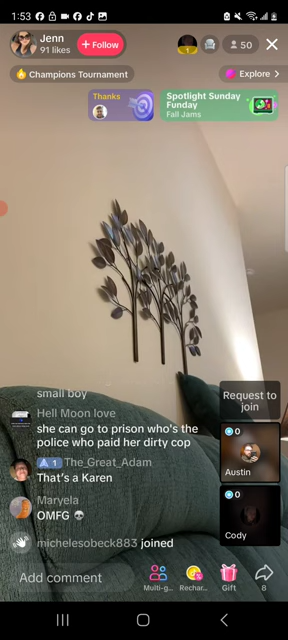 1:53
Jenn
91 likes
+ Follow
1
50
Champions Tournament
Explore >
Thanks
Spotlight Sunday
Funday
Fall Jams
small boy
Hell Moon love
she can go to prison who's the
police who paid her dirty cop
1 The_Great_Adam
That's a Karen
Maryela
OMFG 💀
michelesobeck883 joined
Request to
join
0
Austin
0
Cody
Add comment
Multi-g...
Rechar...
Gift
8